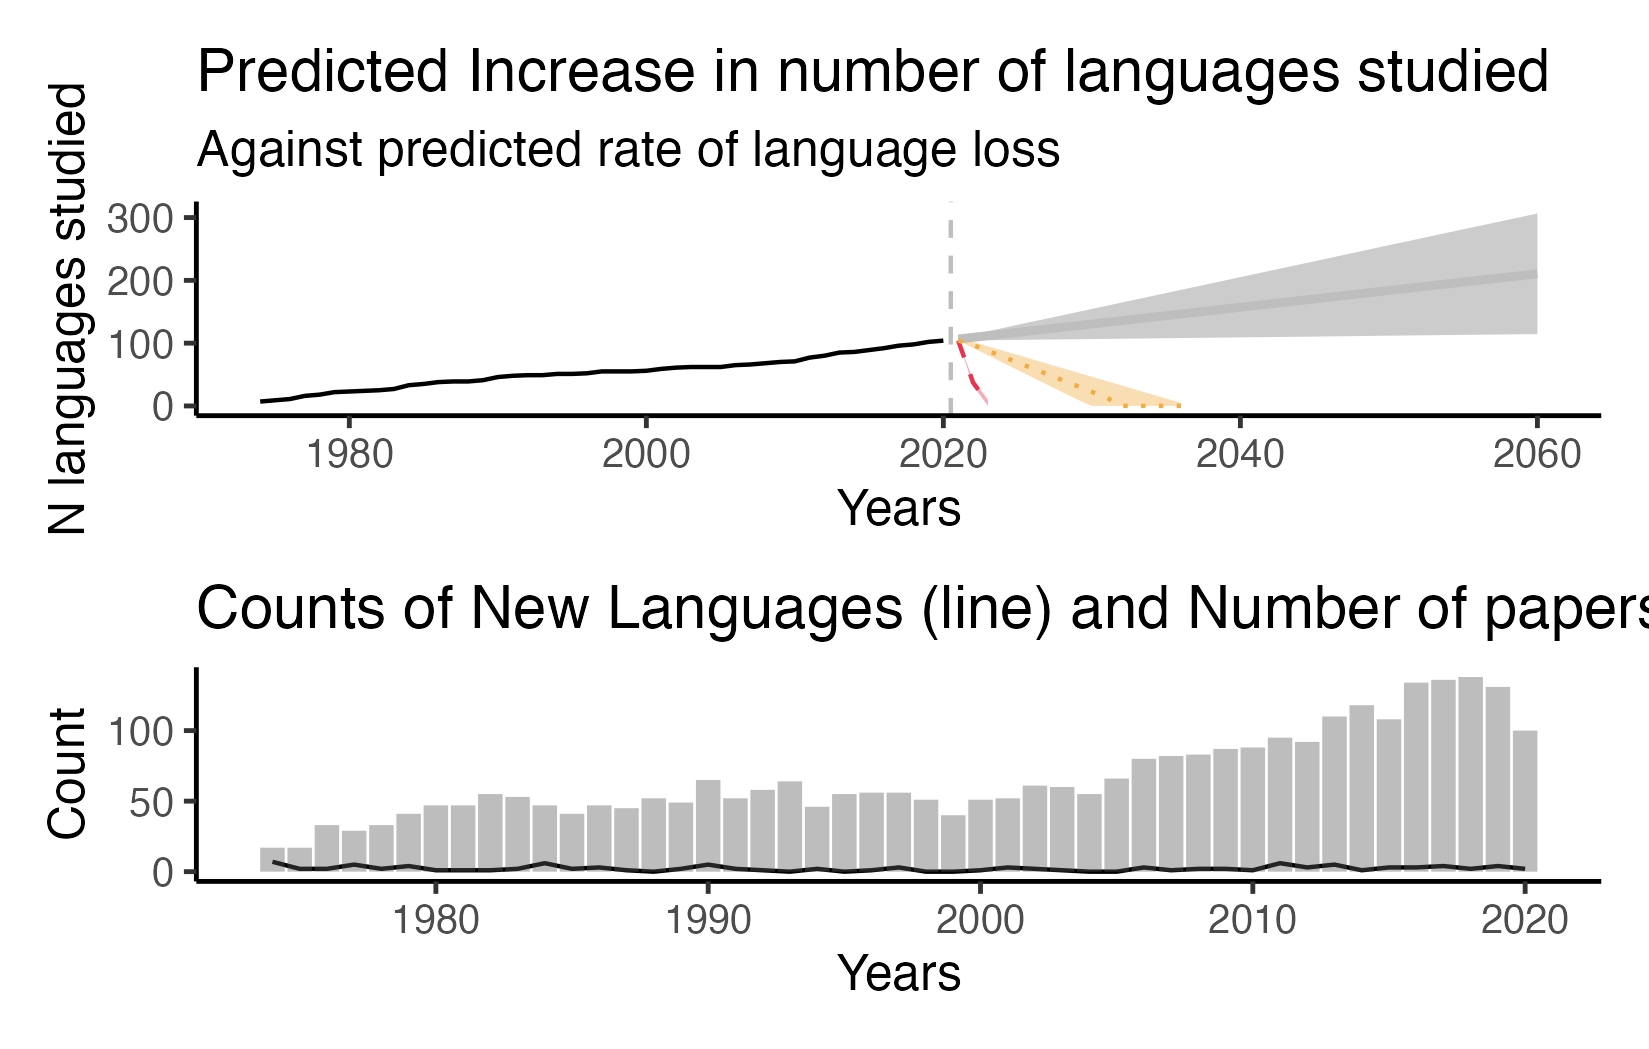 Predicted Increase in number of languages studied
Against predicted rate of language loss
N languages studied
300
200
100
0
1980 2000 2020 2040 2060
Years
Counts of New Languages (line) and Number of papers
Count
100
50
0
1980 1990 2000 2010 2020
Years